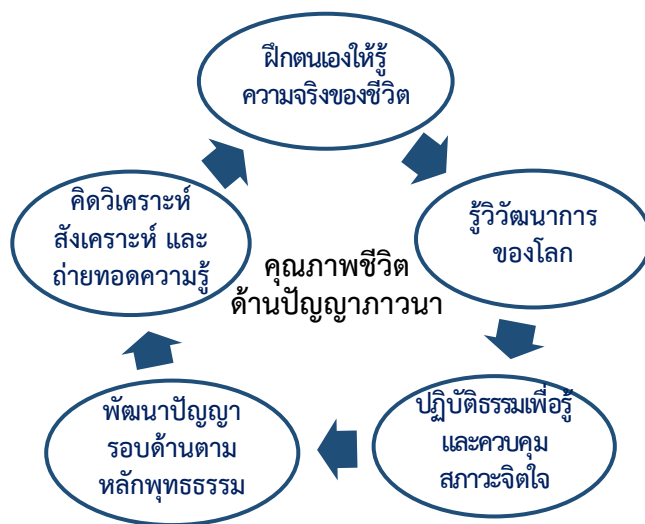 ฝึกตนเองให้รู้
ความจริงของชีวิต
รู้วิวัฒนาการ
ของโลก
ปฏิบัติธรรมเพื่อรู้
และควบคุม
สภาวะจิตใจ
พัฒนาปัญญา
รอบด้านตาม
หลักพุทธธรรม
คิดวิเคราะห์
สังเคราะห์ และ
ถ่ายทอดความรู้
คุณภาพชีวิต
ด้านปัญญาภาวนา